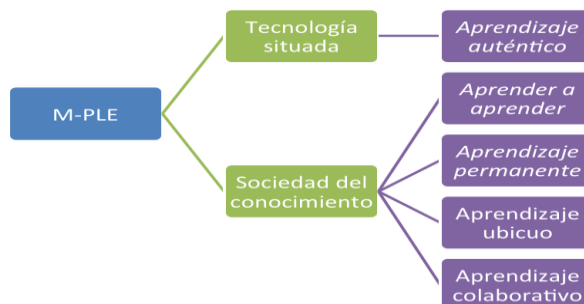 M-PLE
Tecnología
situada
Aprendizaje
auténtico
Sociedad del
conocimiento
Aprender a
aprender
Aprendizaje
permanente
Aprendizaje
ubicuo
Aprendizaje
colaborativo